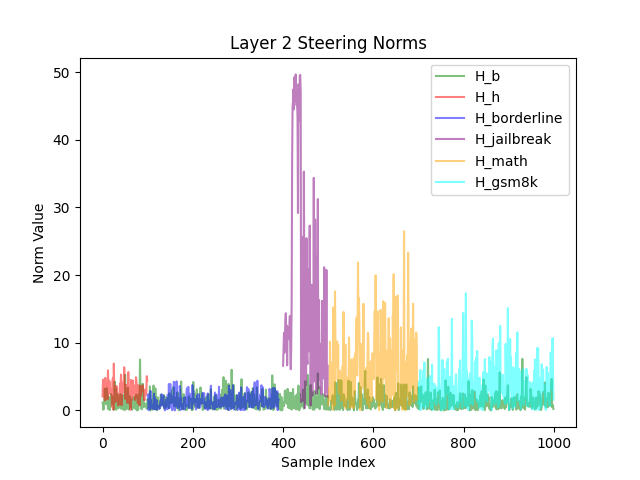 Layer 2 Steering Norms
H_b
H_h
H_borderline
H_jailbreak
H_math
H_gsm8k
Norm Value
50
40
30
20
10
0
0 200 400 600 800 1000
Sample Index